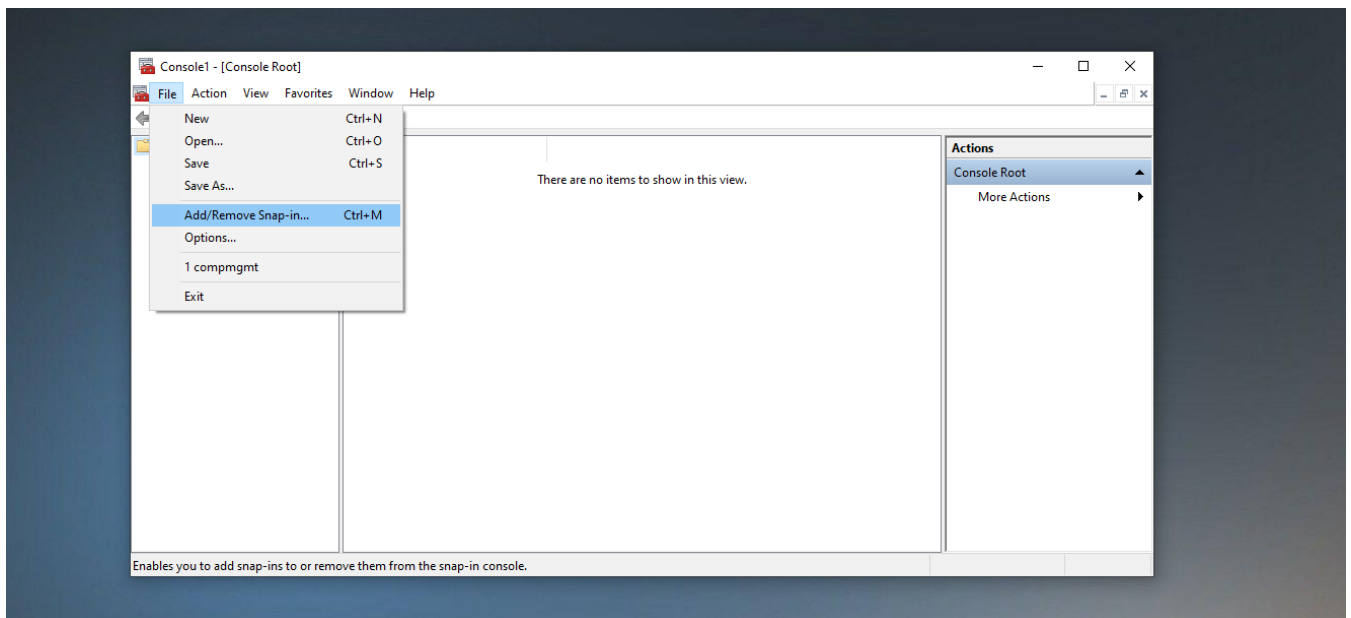 Console1 - [Console Root]
File Action View Favorites Window Help
New Ctrl+N
Open... Ctrl+O
Save Ctrl+S
Save As...
Add/Remove Snap-in... Ctrl+M
Options...
1 compmgmt
Exit
There are no items to show in this view.
Actions
Console Root
More Actions
Enables you to add snap-ins to or remove them from the snap-in console.